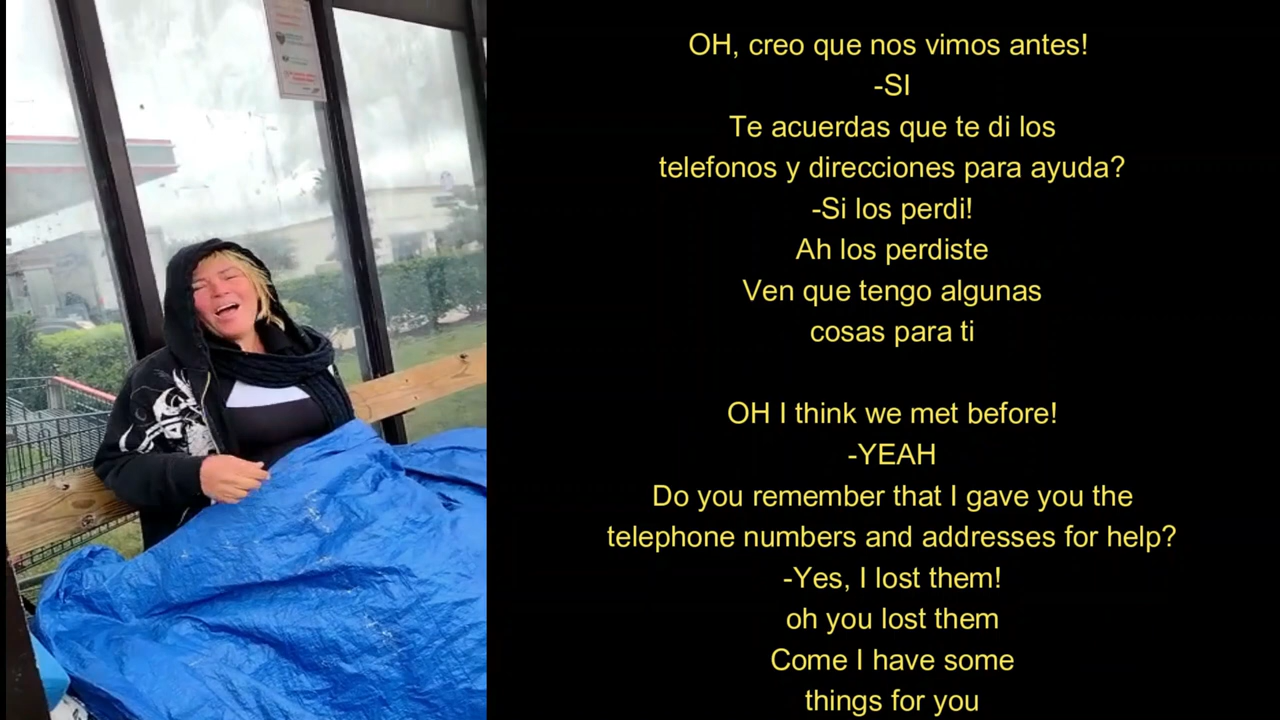 OH, creo que nos vimos antes!
-SI
Te acuerdas que te di los
telefonos y direcciones para ayuda?
-Si los perdi!
Ah los perdiste
Ven que tengo algunas
cosas para ti
OH I think we met before!
-YEAH
Do you remember that I gave you the
telephone numbers and addresses for help?
-Yes, I lost them!
oh you lost them
Come I have some
things for you